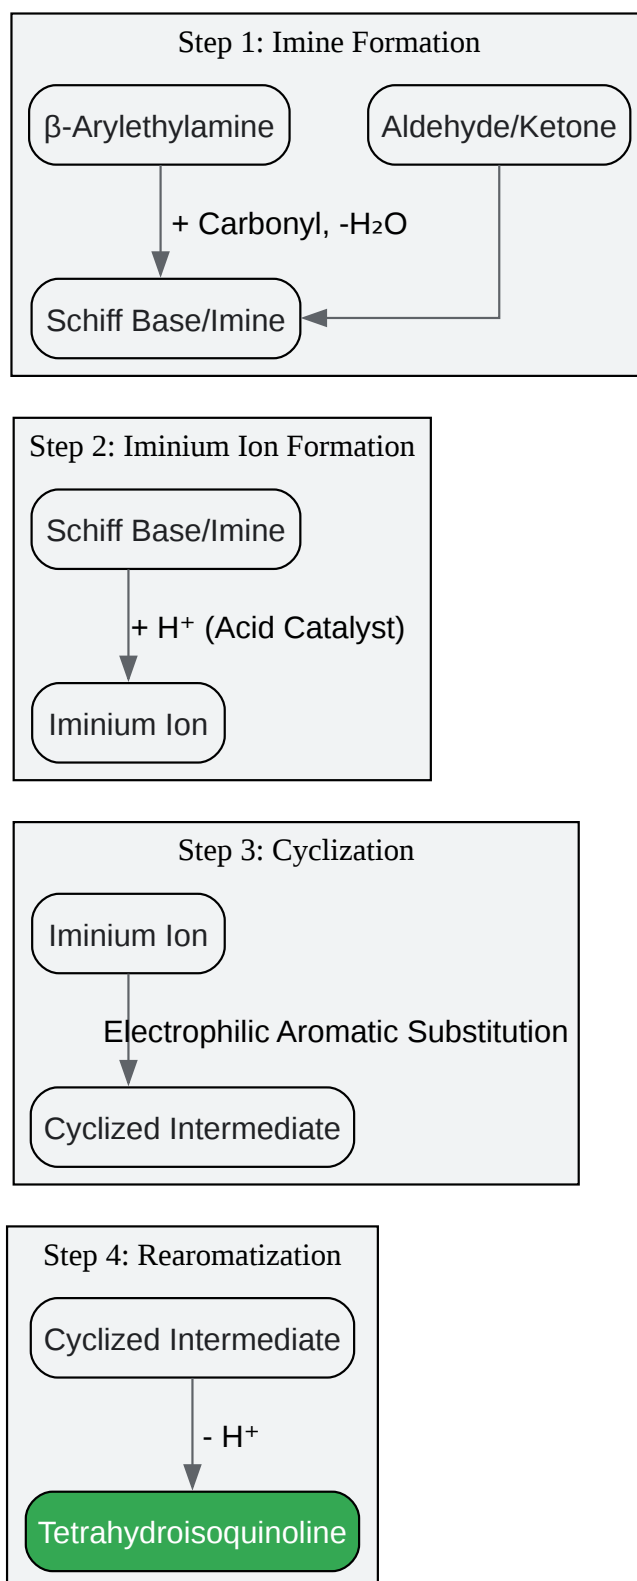 Step 1: Imine Formation
β-Arylethylamine
Aldehyde/Ketone
+ Carbonyl, -H₂O
Schiff Base/Imine
Step 2: Iminium Ion Formation
Schiff Base/Imine
+ H⁺ (Acid Catalyst)
Iminium Ion
Step 3: Cyclization
Iminium Ion
Electrophilic Aromatic Substitution
Cyclized Intermediate
Step 4: Rearomatization
Cyclized Intermediate
- H⁺
Tetrahydroisoquinoline